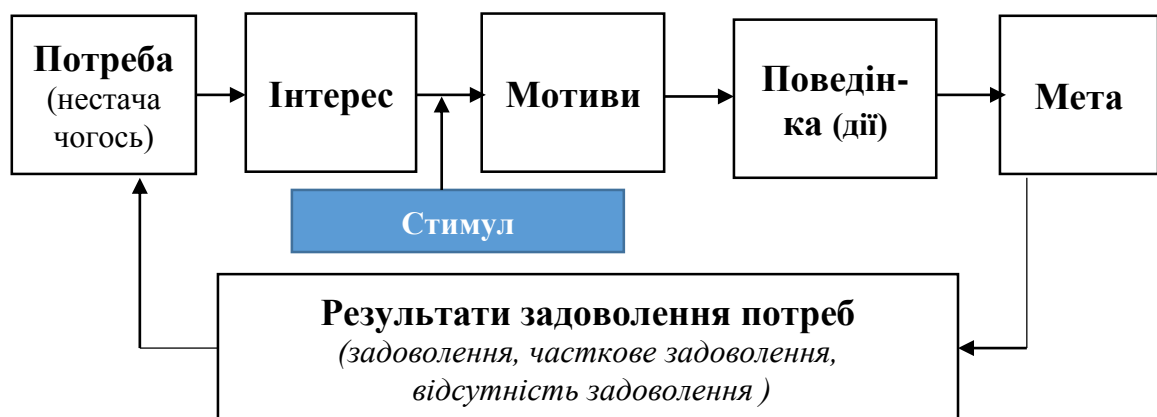 Потреба
(нестача
чогось)
Інтерес
Мотиви
Поведін-
ка (дії)
Мета
Стимул
Результати задоволення потреб
(задоволення, часткове задоволення,
відсутність задоволення )